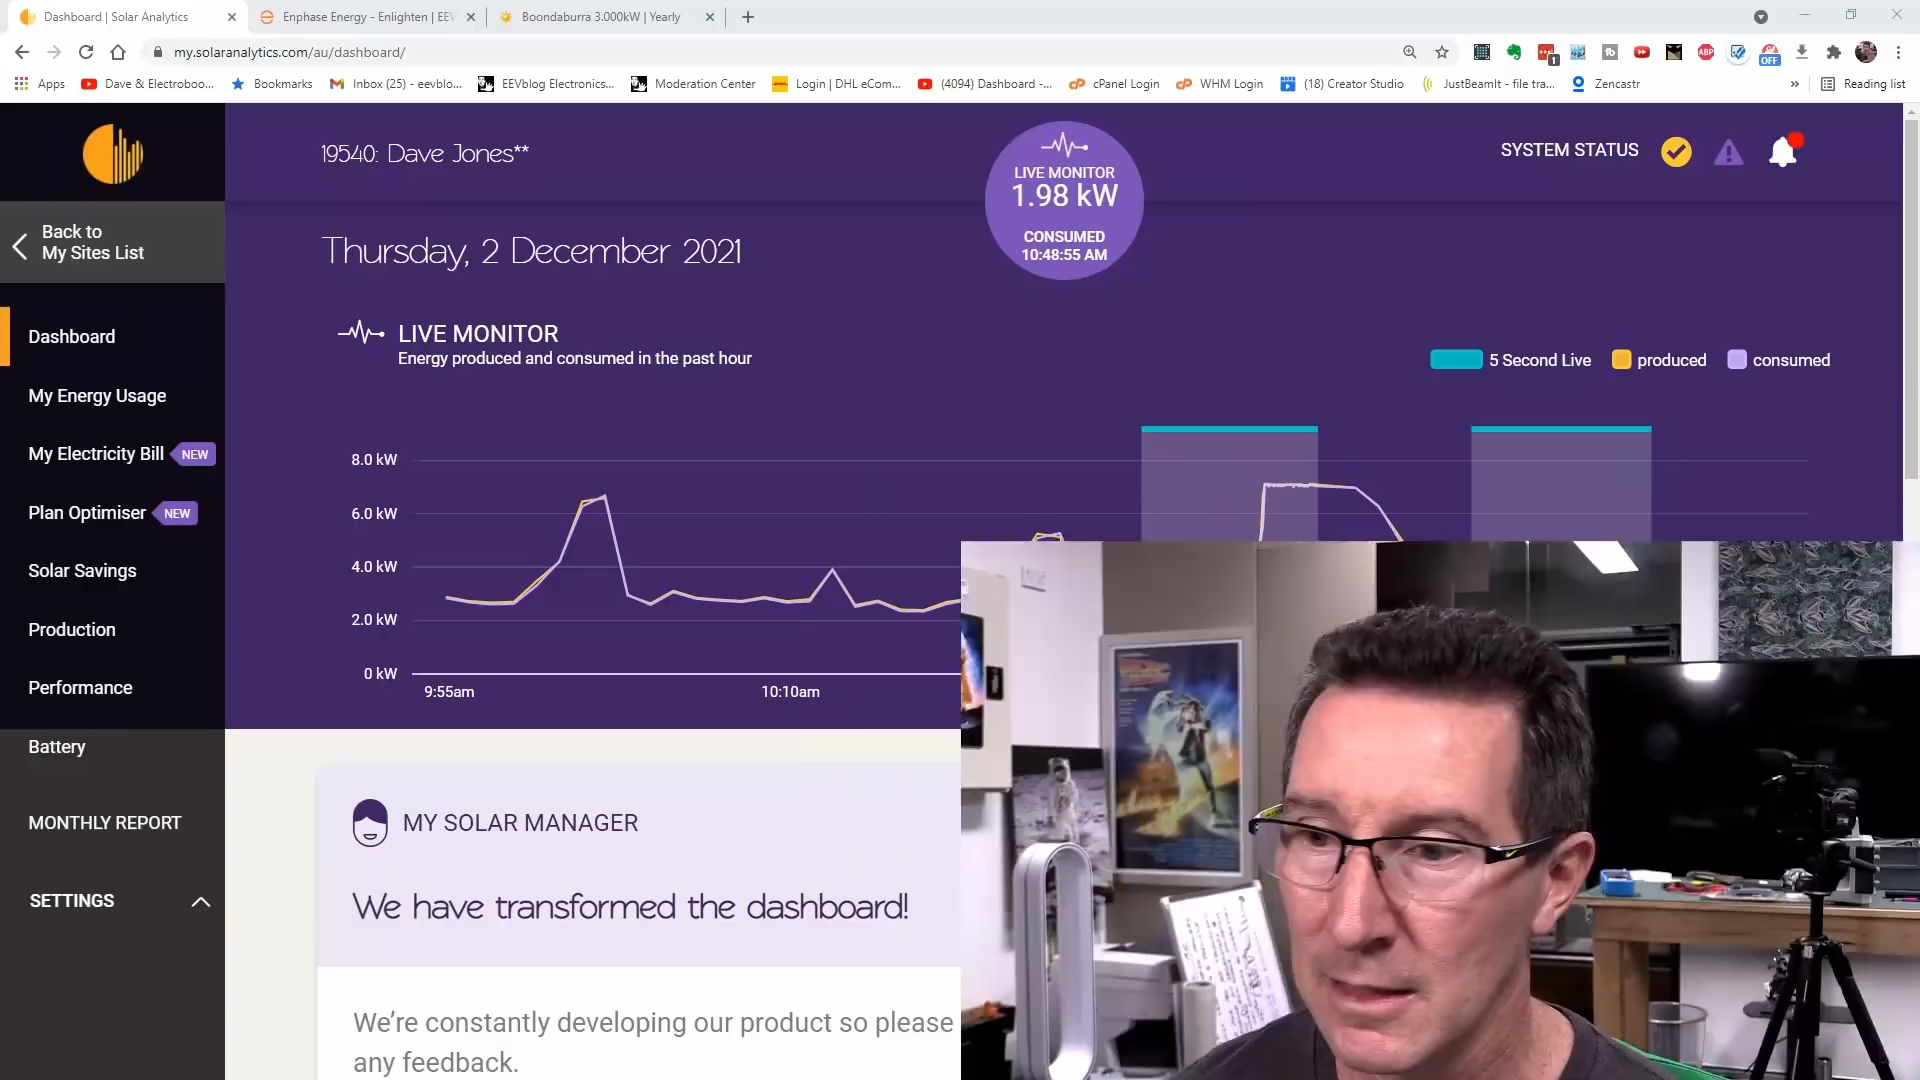 Dashboard | Solar Analytics
Enphase Energy - Enlighten | EEV
Boondaburra 3.000kW | Yearly
my.solaranalytics.com/au/dashboard/
1
OFF
Apps
Dave & Electroboo...
Bookmarks
Inbox (25) - eevblo...
EEVblog Electronics...
Moderation Center
Login | DHL eCom...
(4094) Dashboard -...
cPanel Login
WHM Login
(18) Creator Studio
JustBeamIt - file tra...
Zencastr
»
Reading list
19540: Dave Jones**
LIVE MONITOR
1.98 kW
CONSUMED
10:48:55 AM
SYSTEM STATUS
Back to
My Sites List
Thursday, 2 December 2021
LIVE MONITOR
Energy produced and consumed in the past hour
5 Second Live
produced
consumed
Dashboard
My Energy Usage
My Electricity Bill NEW
Plan Optimiser NEW
Solar Savings
Production
Performance
Battery
MONTHLY REPORT
SETTINGS
8.0 kW
6.0 kW
4.0 kW
2.0 kW
0 kW
9:55am
10:10am
MY SOLAR MANAGER
We have transformed the dashboard!
We're constantly developing our product so please
any feedback.